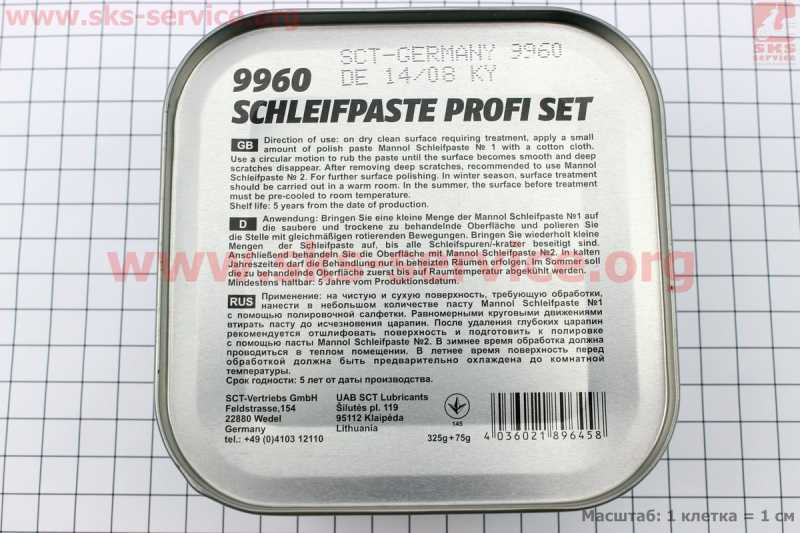 www.sks-service.org
SKS
SERVICE
SCT-GERMANY 9960
DE 14/08 KY
9960
SCHLEIFPASTE PROFI SET
GB Direction of use: on dry clean surface requiring treatment, apply a small
amount of polish paste Mannol Schleifpaste № 1 with a cotton cloth.
Use a circular motion to rub the paste until the surface becomes smooth and deep
scratches disappear. After removing deep scratches, recommended to use Mannol
Schleifpaste № 2. For further surface polishing. In winter season, surface treatment
should be carried out in a warm room. In the summer, the surface before treatment
must be pre-cooled to room temperature.
Shelf life: 5 years from the date of production.
D Anwendung: Bringen Sie eine kleine Menge der Mannol Schleifpaste №1 auf
die saubere und trockene zu behandelnde Oberfläche und polieren Sie
die Stelle mit gleichmäßigen rotierenden Bewegungen. Bringen Sie wiederholt kleine
Mengen der Schleifpaste auf, bis alle Schleifspuren/-kratzer beseitigt sind.
Anschließend behandeln Sie die Oberfläche mit Mannol Schleifpaste №2. In kalten
Jahreszeiten darf die Behandlung nur in beheizten Räumen erfolgen. Im Sommer soll
die zu behandelnde Oberfläche zuerst bis auf Raumtemperatur abgekühlt werden.
Mindestens haltbar: 5 Jahre vom Produktionsdatum.
www.sks-service.org
RUS Применение: на чистую и сухую поверхность, требующую обработки,
нанести в небольшом количестве пасту Mannol Schleifpaste №1
с помощью полировочной салфетки. Равномерными круговыми движениями
втирать пасту до исчезновения царапин. После удаления глубоких царапин
рекомендуется отшлифовать поверхность и подготовить к полировке
с помощью пасты Mannol Schleifpaste №2. В зимнее время обработка должна
проводиться в теплом помещении. В летнее время поверхность перед
обработкой должна быть предварительно охлаждена до комнатной
температуры.
Срок годности: 5 лет от даты производства.
SCT-Vertriebs GmbH
Feldstrasse,154
22880 Wedel
Germany
tel.: +49 (0)4103 12110
UAB SCT Lubricants
Šilutės pl. 119
95112 Klaipėda
Lithuania
145
325g+75g
4 036021 896458
Масштаб: 1 клетка = 1 см